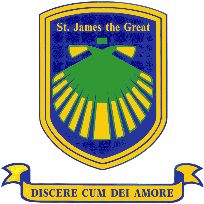 St. James the Great
DISCERE CUM DEI AMORE